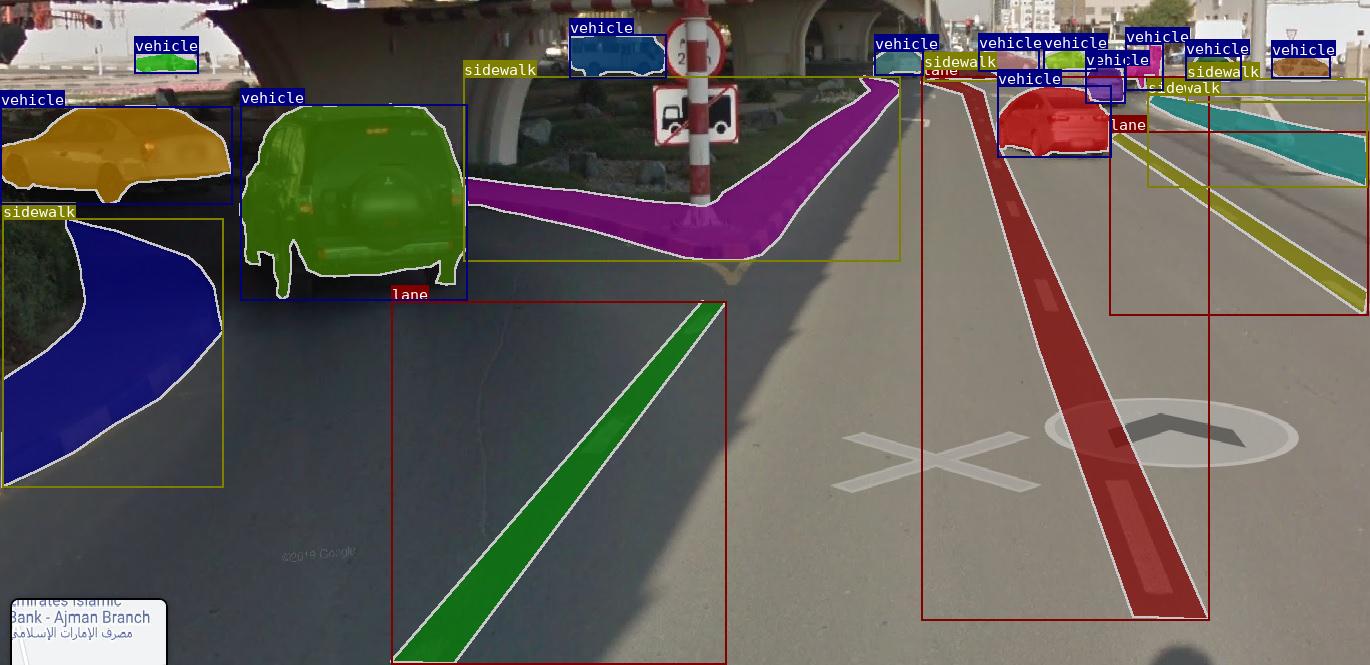 vehicle
vehicle
vehicle
vehicle
vehicle
vehicle
vehicle
vehicle
vehicle
vehicle
vehicle
vehicle
sidewalk
sidewalk
sidewalk
sidewalk
sidewalk
lane
lane
lane
©2019 Google
Emirates Islamic
Bank - Ajman Branch
مصرف الإمارات الإسلامي